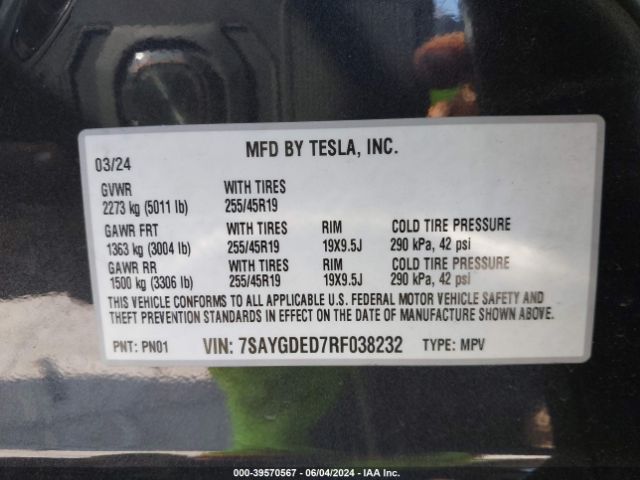 MFD BY TESLA, INC.
03/24
GVWR WITH TIRES
2273 kg (5011 lb) 255/45R19
GAWR FRT WITH TIRES RIM COLD TIRE PRESSURE
1363 kg (3004 lb) 255/45R19 19X9.5J 290 kPa, 42 psi
GAWR RR WITH TIRES RIM COLD TIRE PRESSURE
1500 kg (3306 lb) 255/45R19 19X9.5J 290 kPa, 42 psi
THIS VEHICLE CONFORMS TO ALL APPLICABLE U.S. FEDERAL MOTOR VEHICLE SAFETY AND
THEFT PREVENTION STANDARDS IN EFFECT ON THE DATE OF MANUFACTURE SHOWN ABOVE.
PNT: PN01 VIN: 7SAYGDED7RF038232 TYPE: MPV
000-39570567 - 06/04/2024 - IAA Inc.